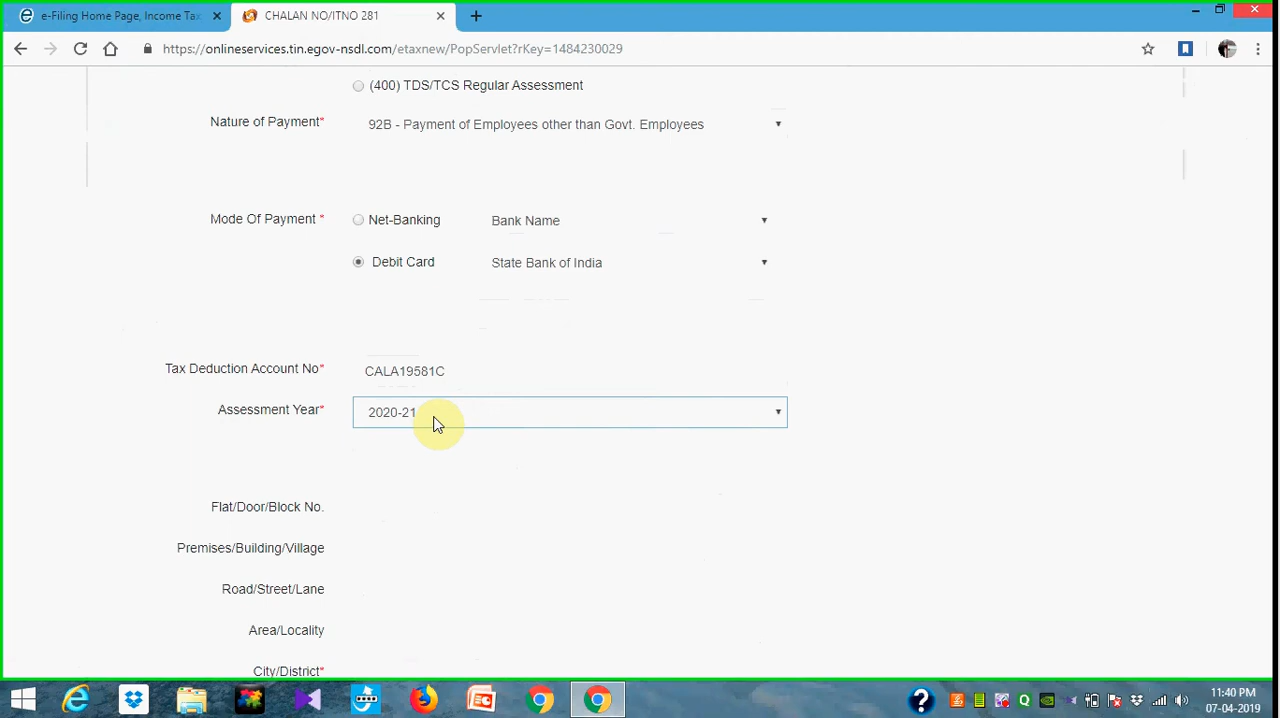 e-Filing Home Page, Income Tax
CHALAN NO/ITNO 281
https://onlineservices.tin.egov-nsdl.com/etaxnew/PopServlet?rKey=1484230029
(400) TDS/TCS Regular Assessment
Nature of Payment*
92B - Payment of Employees other than Govt. Employees
Mode Of Payment *
Net-Banking
Bank Name
Debit Card
State Bank of India
Tax Deduction Account No*
CALA19581C
Assessment Year*
2020-21
Flat/Door/Block No.
Premises/Building/Village
Road/Street/Lane
Area/Locality
City/District*
11:40 PM
07-04-2019